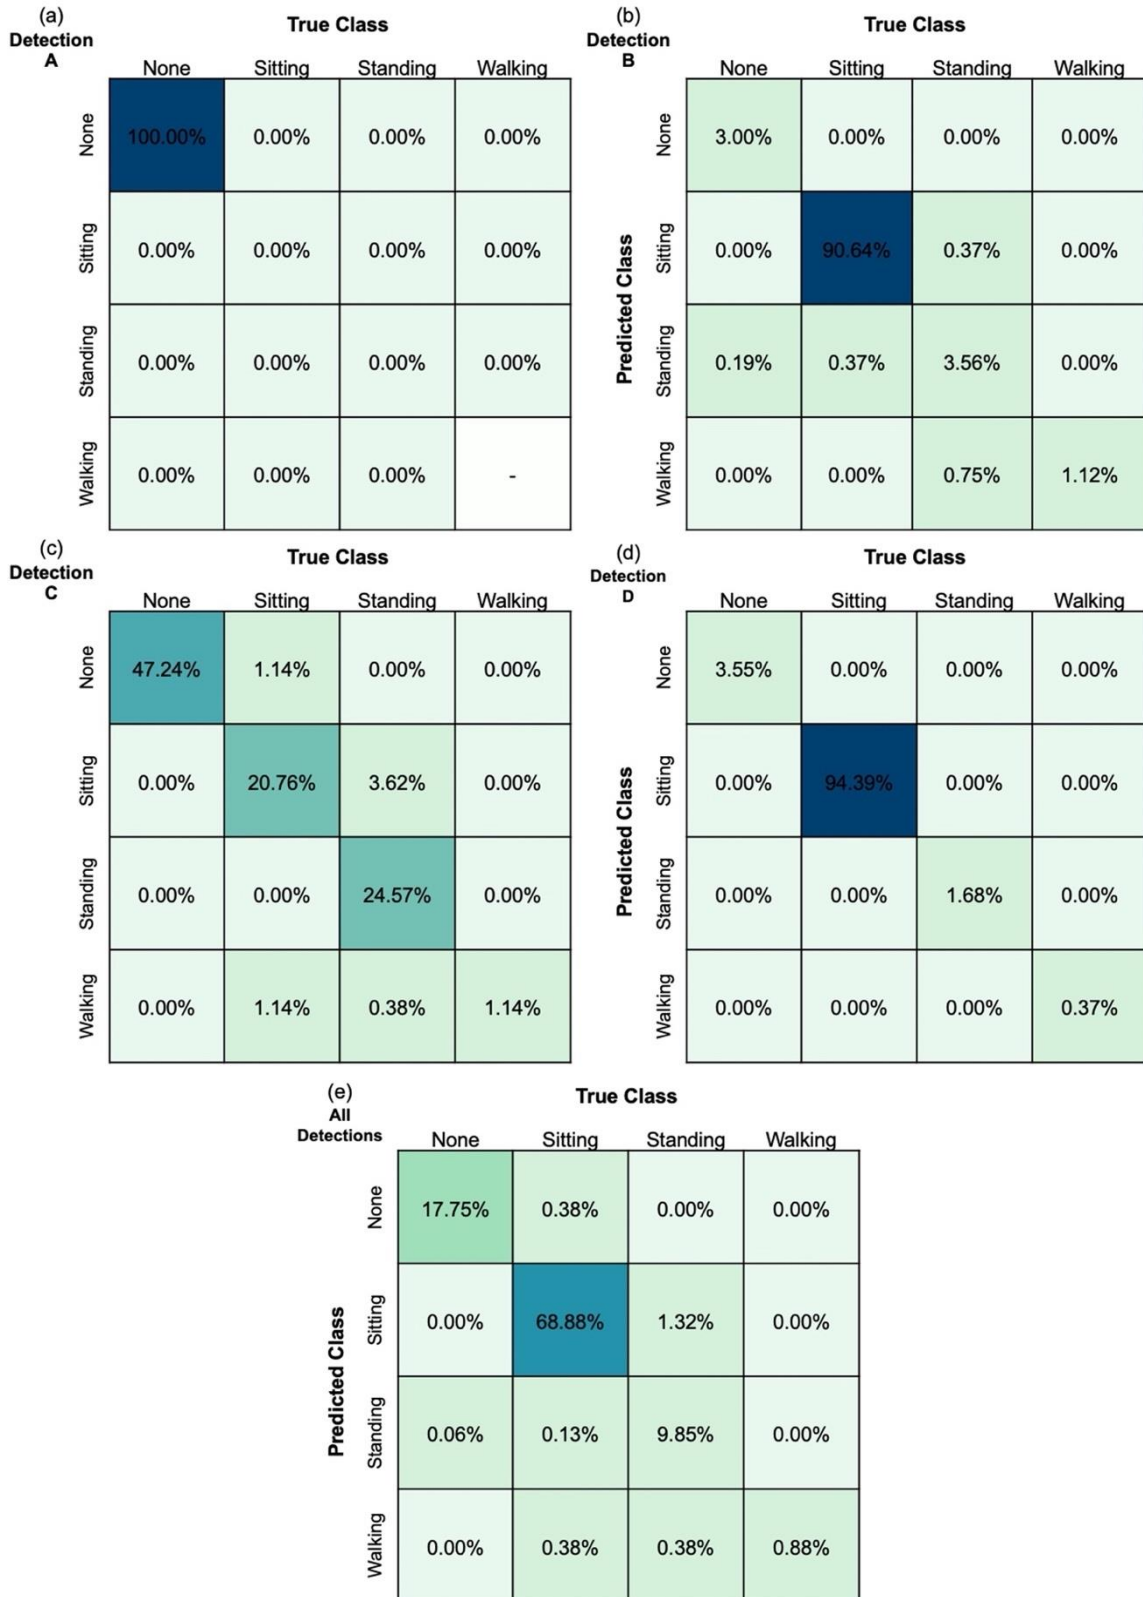 (a) True Class
Detection
A
None Sitting Standing Walking
None 100.00% 0.00% 0.00% 0.00%
Sitting 0.00% 0.00% 0.00% 0.00%
Standing 0.00% 0.00% 0.00% 0.00%
Walking 0.00% 0.00% 0.00% -
(b) True Class
Detection
B
None Sitting Standing Walking
Predicted Class
None 3.00% 0.00% 0.00% 0.00%
Sitting 0.00% 90.64% 0.37% 0.00%
Standing 0.19% 0.37% 3.56% 0.00%
Walking 0.00% 0.00% 0.75% 1.12%
(c) True Class
Detection
C
None Sitting Standing Walking
None 47.24% 1.14% 0.00% 0.00%
Sitting 0.00% 20.76% 3.62% 0.00%
Standing 0.00% 0.00% 24.57% 0.00%
Walking 0.00% 1.14% 0.38% 1.14%
(d) True Class
Detection
D
None Sitting Standing Walking
Predicted Class
None 3.55% 0.00% 0.00% 0.00%
Sitting 0.00% 94.39% 0.00% 0.00%
Standing 0.00% 0.00% 1.68% 0.00%
Walking 0.00% 0.00% 0.00% 0.37%
(e) True Class
All
Detections
None Sitting Standing Walking
Predicted Class
None 17.75% 0.38% 0.00% 0.00%
Sitting 0.00% 68.88% 1.32% 0.00%
Standing 0.06% 0.13% 9.85% 0.00%
Walking 0.00% 0.38% 0.38% 0.88%